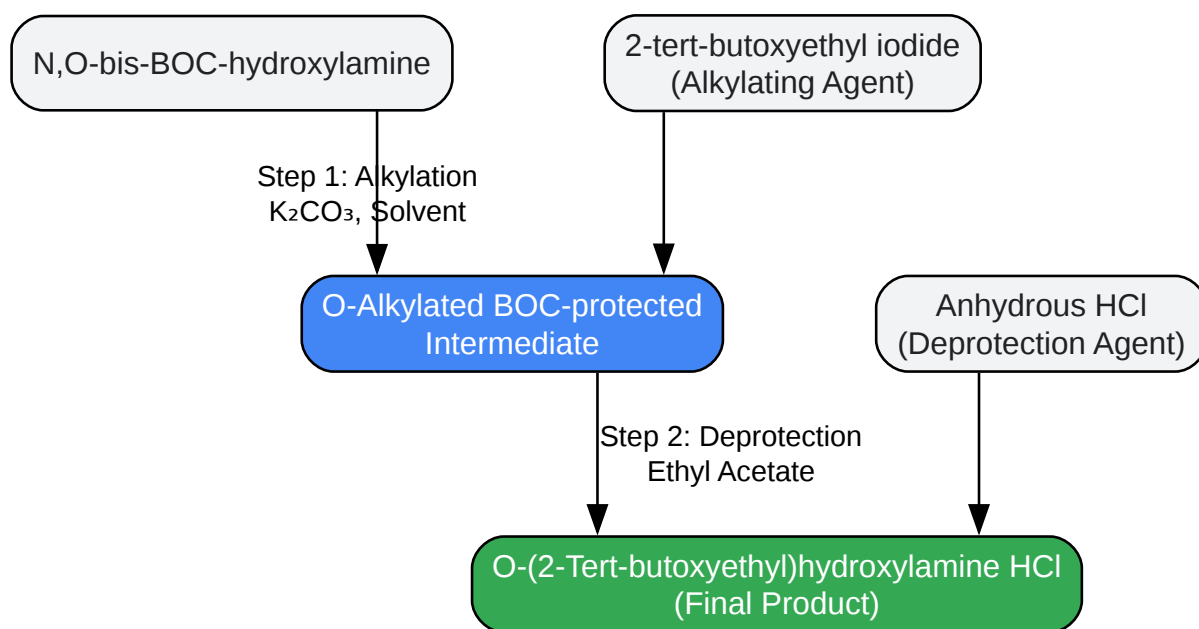 N,O-bis-BOC-hydroxylamine
2-tert-butoxyethyl iodide
(Alkylating Agent)
Step 1: Alkylation
K₂CO₃, Solvent
O-Alkylated BOC-protected
Intermediate
Anhydrous HCl
(Deprotection Agent)
Step 2: Deprotection
Ethyl Acetate
O-(2-Tert-butoxyethyl)hydroxylamine HCl
(Final Product)